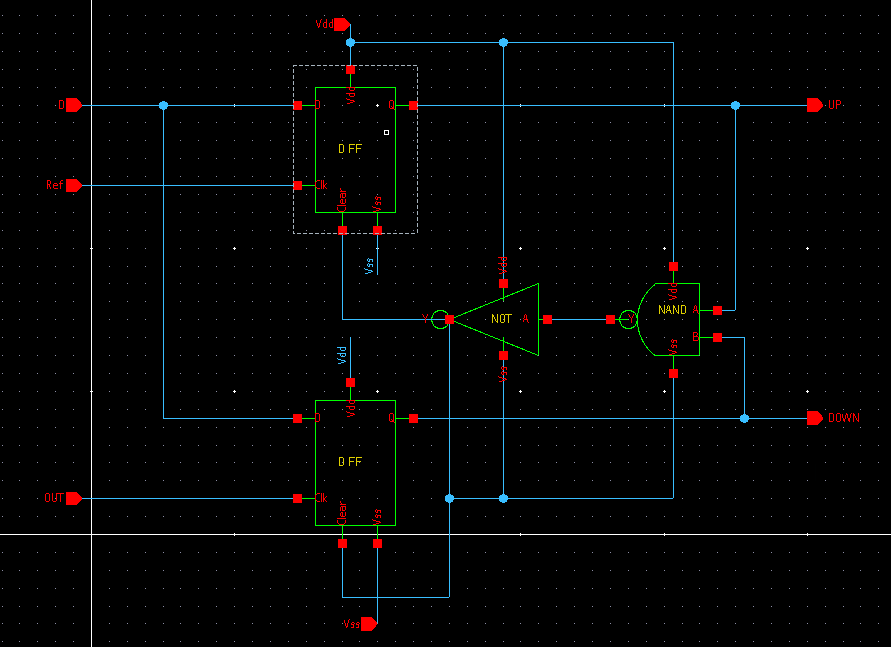 Vdd
D
D
Vdd
Q
UP
DFF
Ref
Clk
Clear
Vss
Vss
Vdd
Vdd
Y
NOT
A
Y
NAND
A
B
Vss
Vss
Vdd
D
Vdd
Q
DOWN
DFF
OUT
Clk
Clear
Vss
Vss